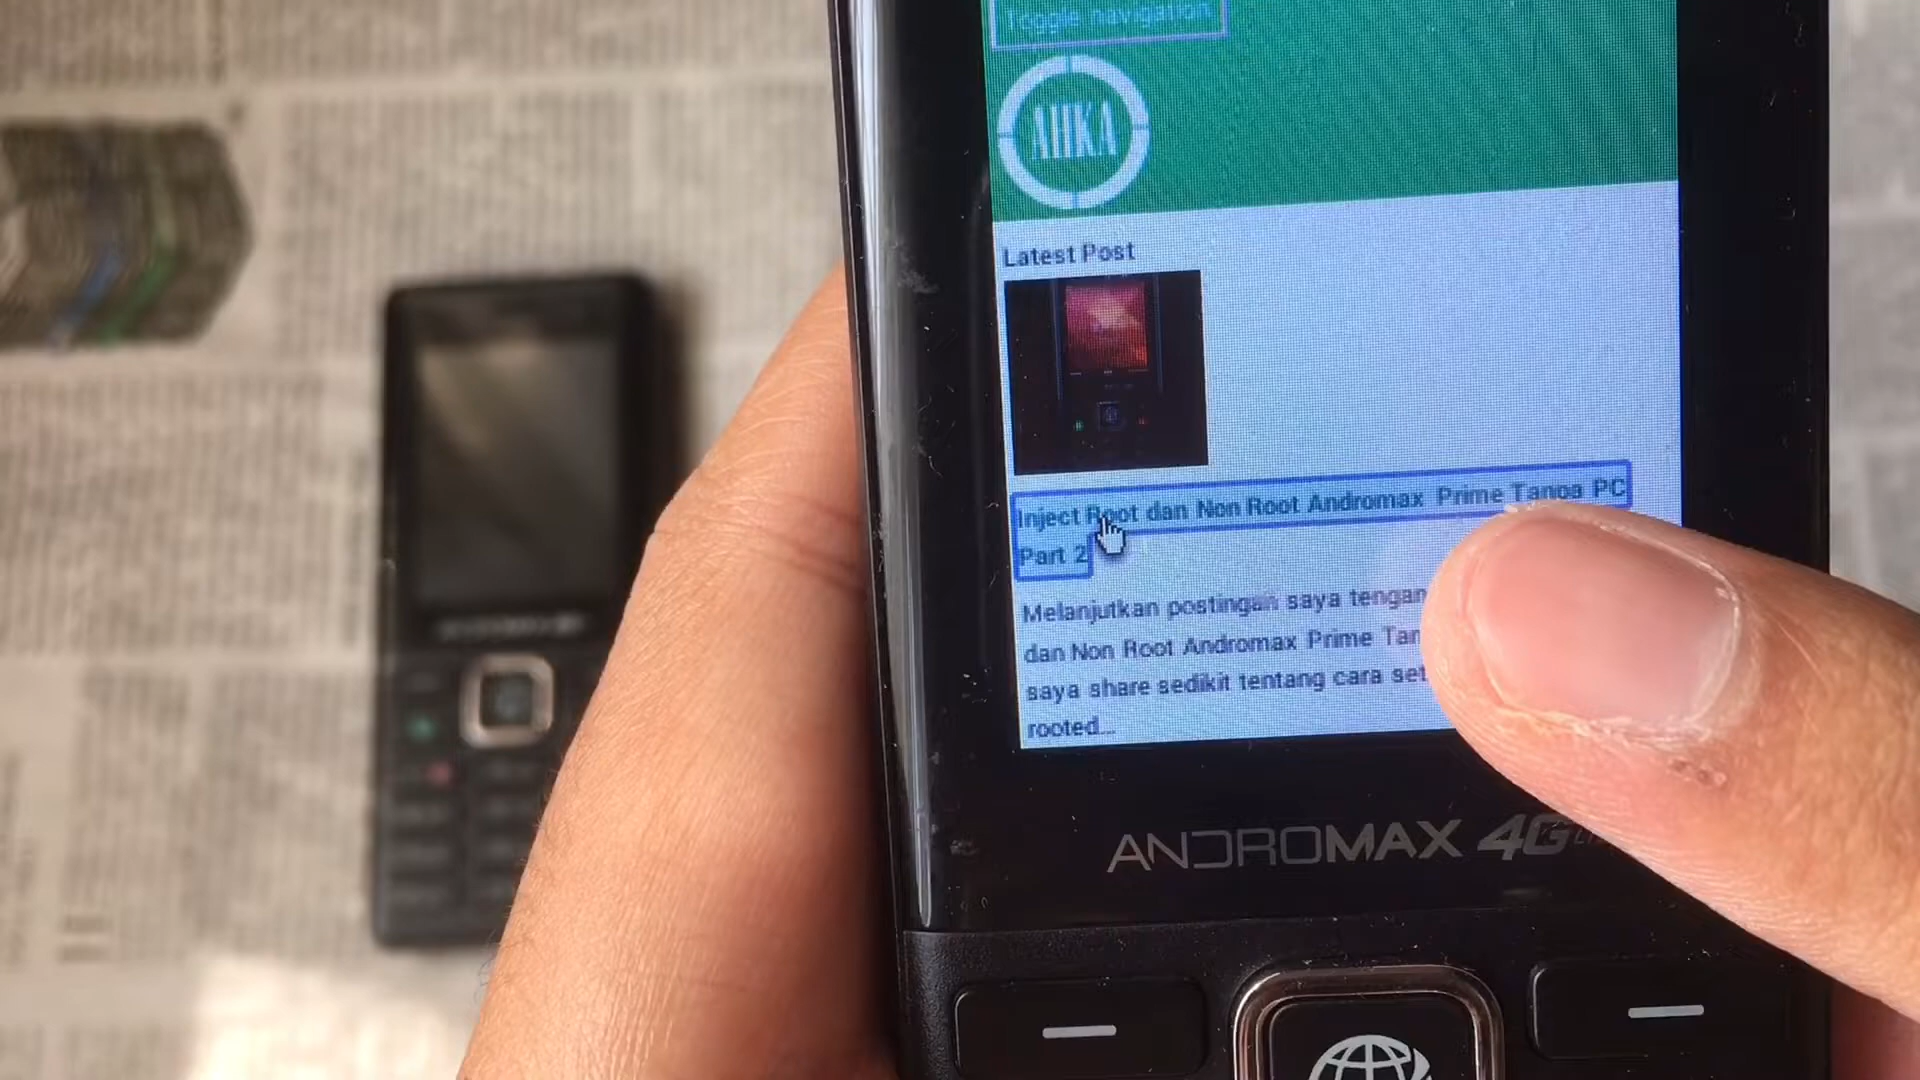 Toggle navigation
AHKA
Latest Post
Inject Root dan Non Root Andromax Prime Tanpa PC
Part 2
Melanjutkan postingan saya tengan
dan Non Root Andromax Prime Tan
saya share sedikit tentang cara set
rooted...
ANDROMAX 4G